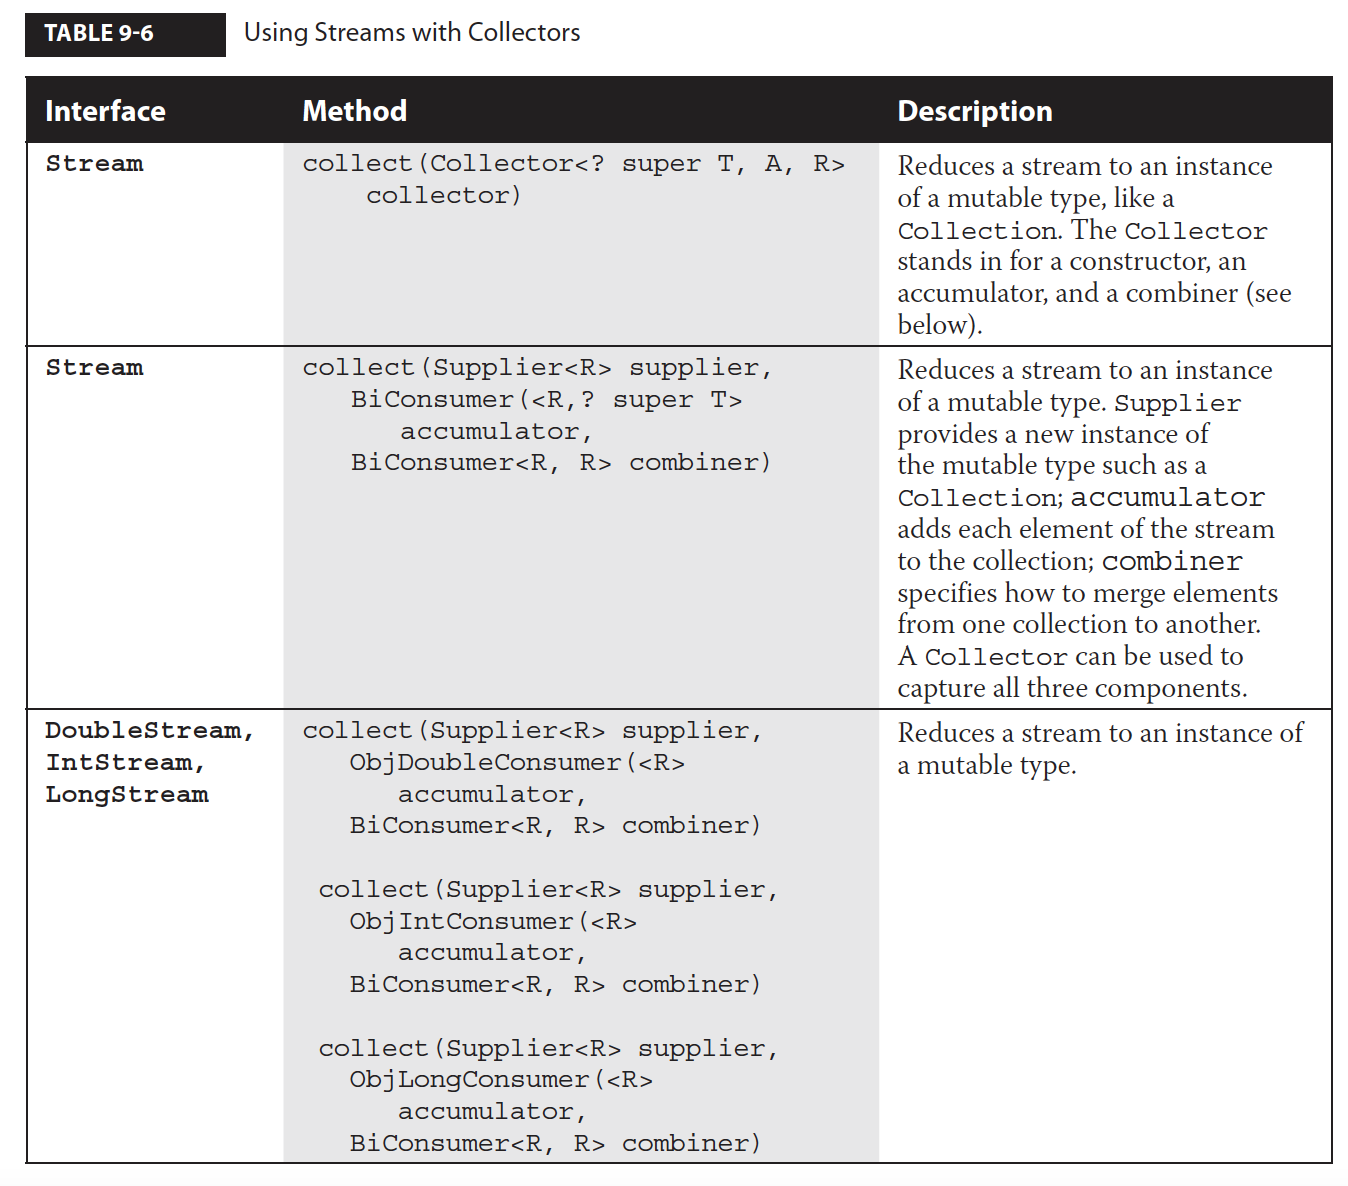 TABLE 9-6 Using Streams with Collectors
Interface Method Description
Stream
collect(Collector<? super T, A, R>
collector)
Reduces a stream to an instance
of a mutable type, like a
Collection. The Collector
stands in for a constructor, an
accumulator, and a combiner (see
below).
Stream
collect(Supplier<R> supplier,
BiConsumer(<R,? super T>
accumulator,
BiConsumer<R, R> combiner)
Reduces a stream to an instance
of a mutable type. Supplier
provides a new instance of
the mutable type such as a
Collection; accumulator
adds each element of the stream
to the collection; combiner
specifies how to merge elements
from one collection to another.
A Collector can be used to
capture all three components.
DoubleStream,
IntStream,
LongStream
collect(Supplier<R> supplier,
ObjDoubleConsumer(<R>
accumulator,
BiConsumer<R, R> combiner)
collect(Supplier<R> supplier,
ObjIntConsumer(<R>
accumulator,
BiConsumer<R, R> combiner)
collect(Supplier<R> supplier,
ObjLongConsumer(<R>
accumulator,
BiConsumer<R, R> combiner)
Reduces a stream to an instance of
a mutable type.